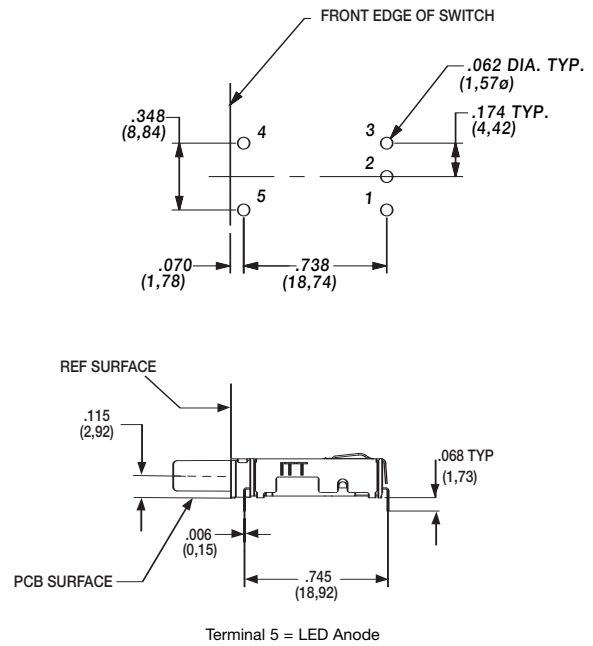 FRONT EDGE OF SWITCH
.062 DIA. TYP.
(1,57ø)
.348
(8,84)
4
3
.174 TYP.
(4,42)
2
5
1
.070
(1,78)
.738
(18,74)
REF SURFACE
.115
(2,92)
ITT
.068 TYP
(1,73)
.006
(0,15)
PCB SURFACE
.745
(18,92)
Terminal 5 = LED Anode